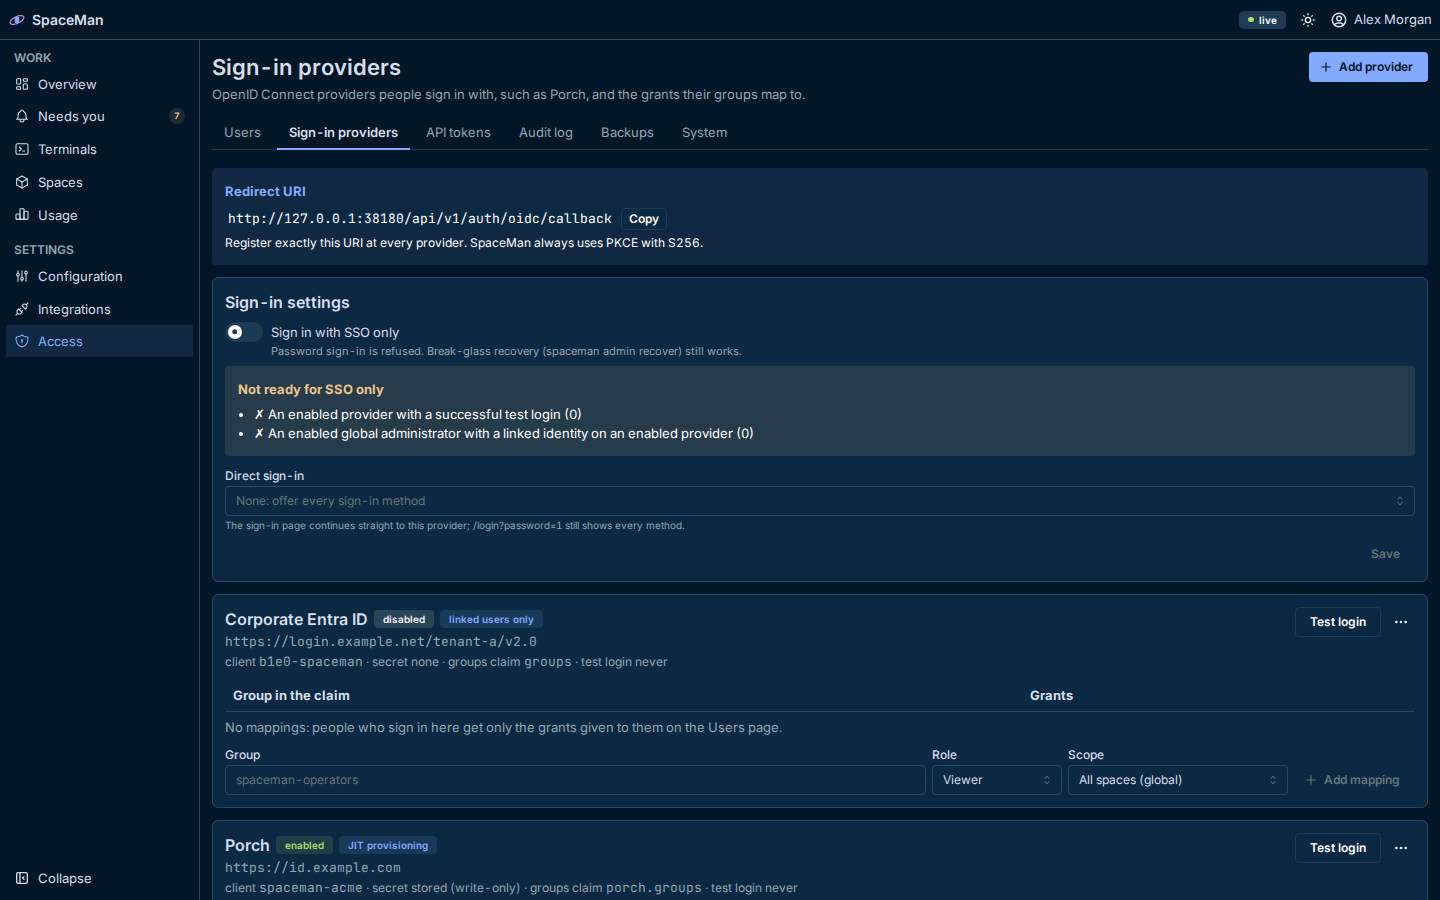 SpaceMan
live
Alex Morgan
WORK
Overview
Needs you
7
Terminals
Spaces
Usage
SETTINGS
Configuration
Integrations
Access
Collapse
Sign-in providers
Add provider
OpenID Connect providers people sign in with, such as Porch, and the grants their groups map to.
Users Sign-in providers API tokens Audit log Backups System
Redirect URI
http://127.0.0.1:38180/api/v1/auth/oidc/callback Copy
Register exactly this URI at every provider. SpaceMan always uses PKCE with S256.
Sign-in settings
Sign in with SSO only
Password sign-in is refused. Break-glass recovery (spaceman admin recover) still works.
Not ready for SSO only
• ✗ An enabled provider with a successful test login (0)
• ✗ An enabled global administrator with a linked identity on an enabled provider (0)
Direct sign-in
None: offer every sign-in method
The sign-in page continues straight to this provider; /login?password=1 still shows every method.
Save
Corporate Entra ID disabled linked users only
Test login ...
https://login.example.net/tenant-a/v2.0
client b1e0-spaceman · secret none · groups claim groups · test login never
Group in the claim Grants
No mappings: people who sign in here get only the grants given to them on the Users page.
Group Role Scope
spaceman-operators Viewer All spaces (global) + Add mapping
Porch enabled JIT provisioning
Test login ...
https://id.example.com
client spaceman-acme · secret stored (write-only) · groups claim porch.groups · test login never